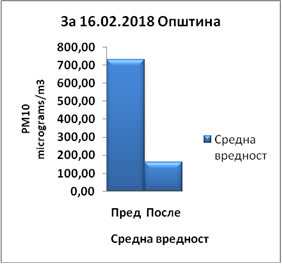 За 16.02.2018 Општина
PM10
micrograms/m3
800,00
700,00
600,00
500,00
400,00
300,00
200,00
100,00
0,00
Пред После
Средна вредност
Средна
вредност